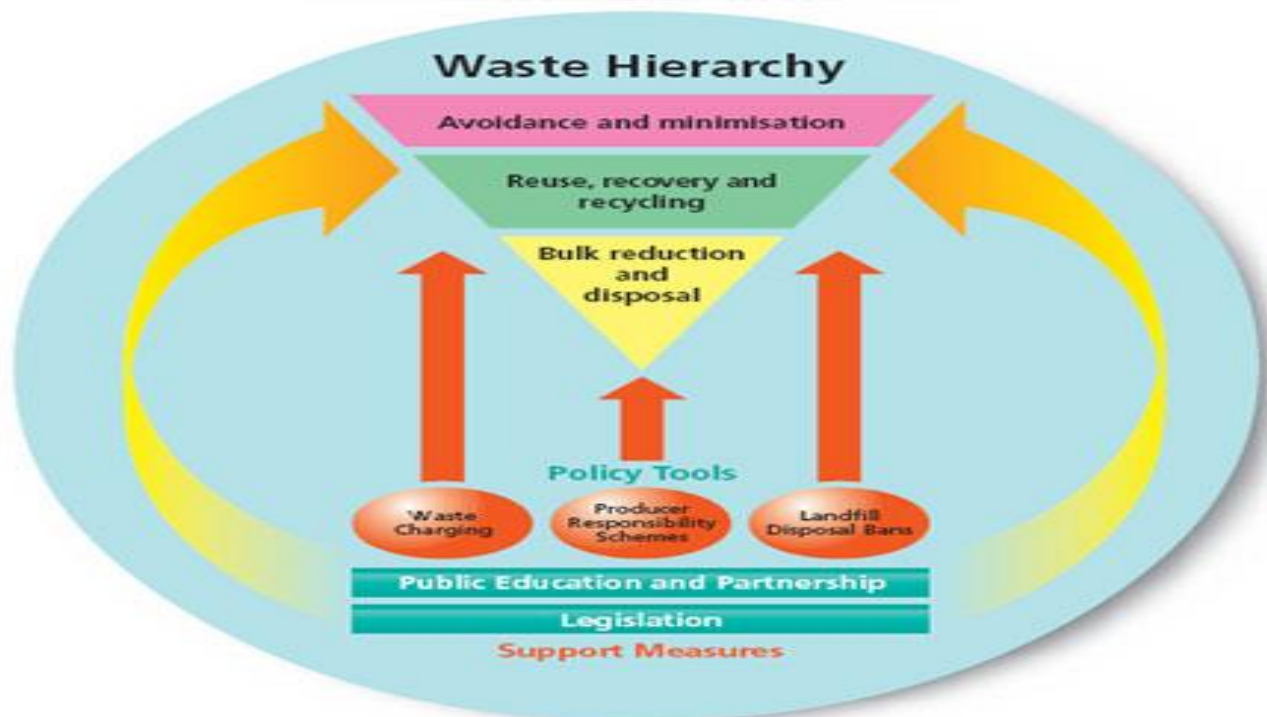 Waste Hierarchy
Avoidance and minimisation
Reuse, recovery and
recycling
Bulk reduction
and
disposal
Policy Tools
Waste
Charging
Producer
Responsibility
Schemes
Landfill
Disposal Bans
Public Education and Partnership
Legislation
Support Measures